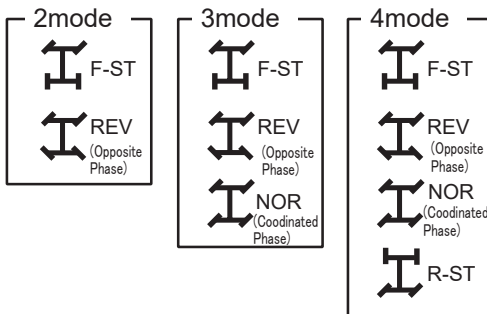 2mode
F-ST
REV
(Opposite
Phase)
3mode
F-ST
REV
(Opposite
Phase)
NOR
(Coodinated
Phase)
4mode
F-ST
REV
(Opposite
Phase)
NOR
(Coodinated
Phase)
R-ST